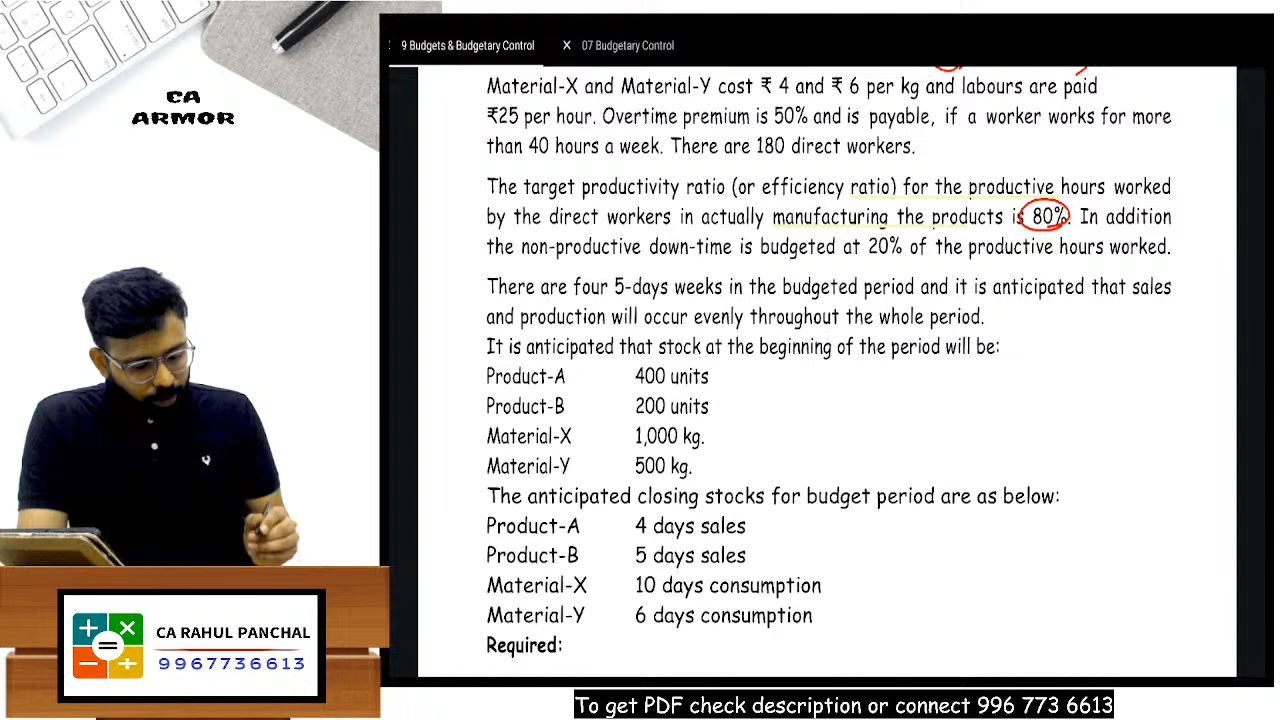 9 Budgets & Budgetary Control
X 07 Budgetary Control
CA
ARMOR
Material-X and Material-Y cost ₹ 4 and ₹ 6 per kg and labours are paid
₹25 per hour. Overtime premium is 50% and is payable, if a worker works for more
than 40 hours a week. There are 180 direct workers.
The target productivity ratio (or efficiency ratio) for the productive hours worked
by the direct workers in actually manufacturing the products is 80%. In addition
the non-productive down-time is budgeted at 20% of the productive hours worked.
There are four 5-days weeks in the budgeted period and it is anticipated that sales
and production will occur evenly throughout the whole period.
It is anticipated that stock at the beginning of the period will be:
Product-A 400 units
Product-B 200 units
Material-X 1,000 kg.
Material-Y 500 kg.
The anticipated closing stocks for budget period are as below:
Product-A 4 days sales
Product-B 5 days sales
Material-X 10 days consumption
Material-Y 6 days consumption
Required:
CA RAHUL PANCHAL
9967736613
To get PDF check description or connect 996 773 6613